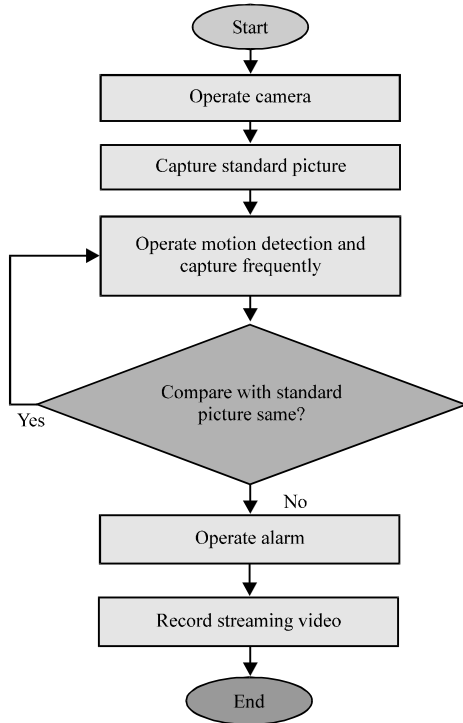 Start
Operate camera
Capture standard picture
Operate motion detection and
capture frequently
Compare with standard
picture same?
Yes
No
Operate alarm
Record streaming video
End